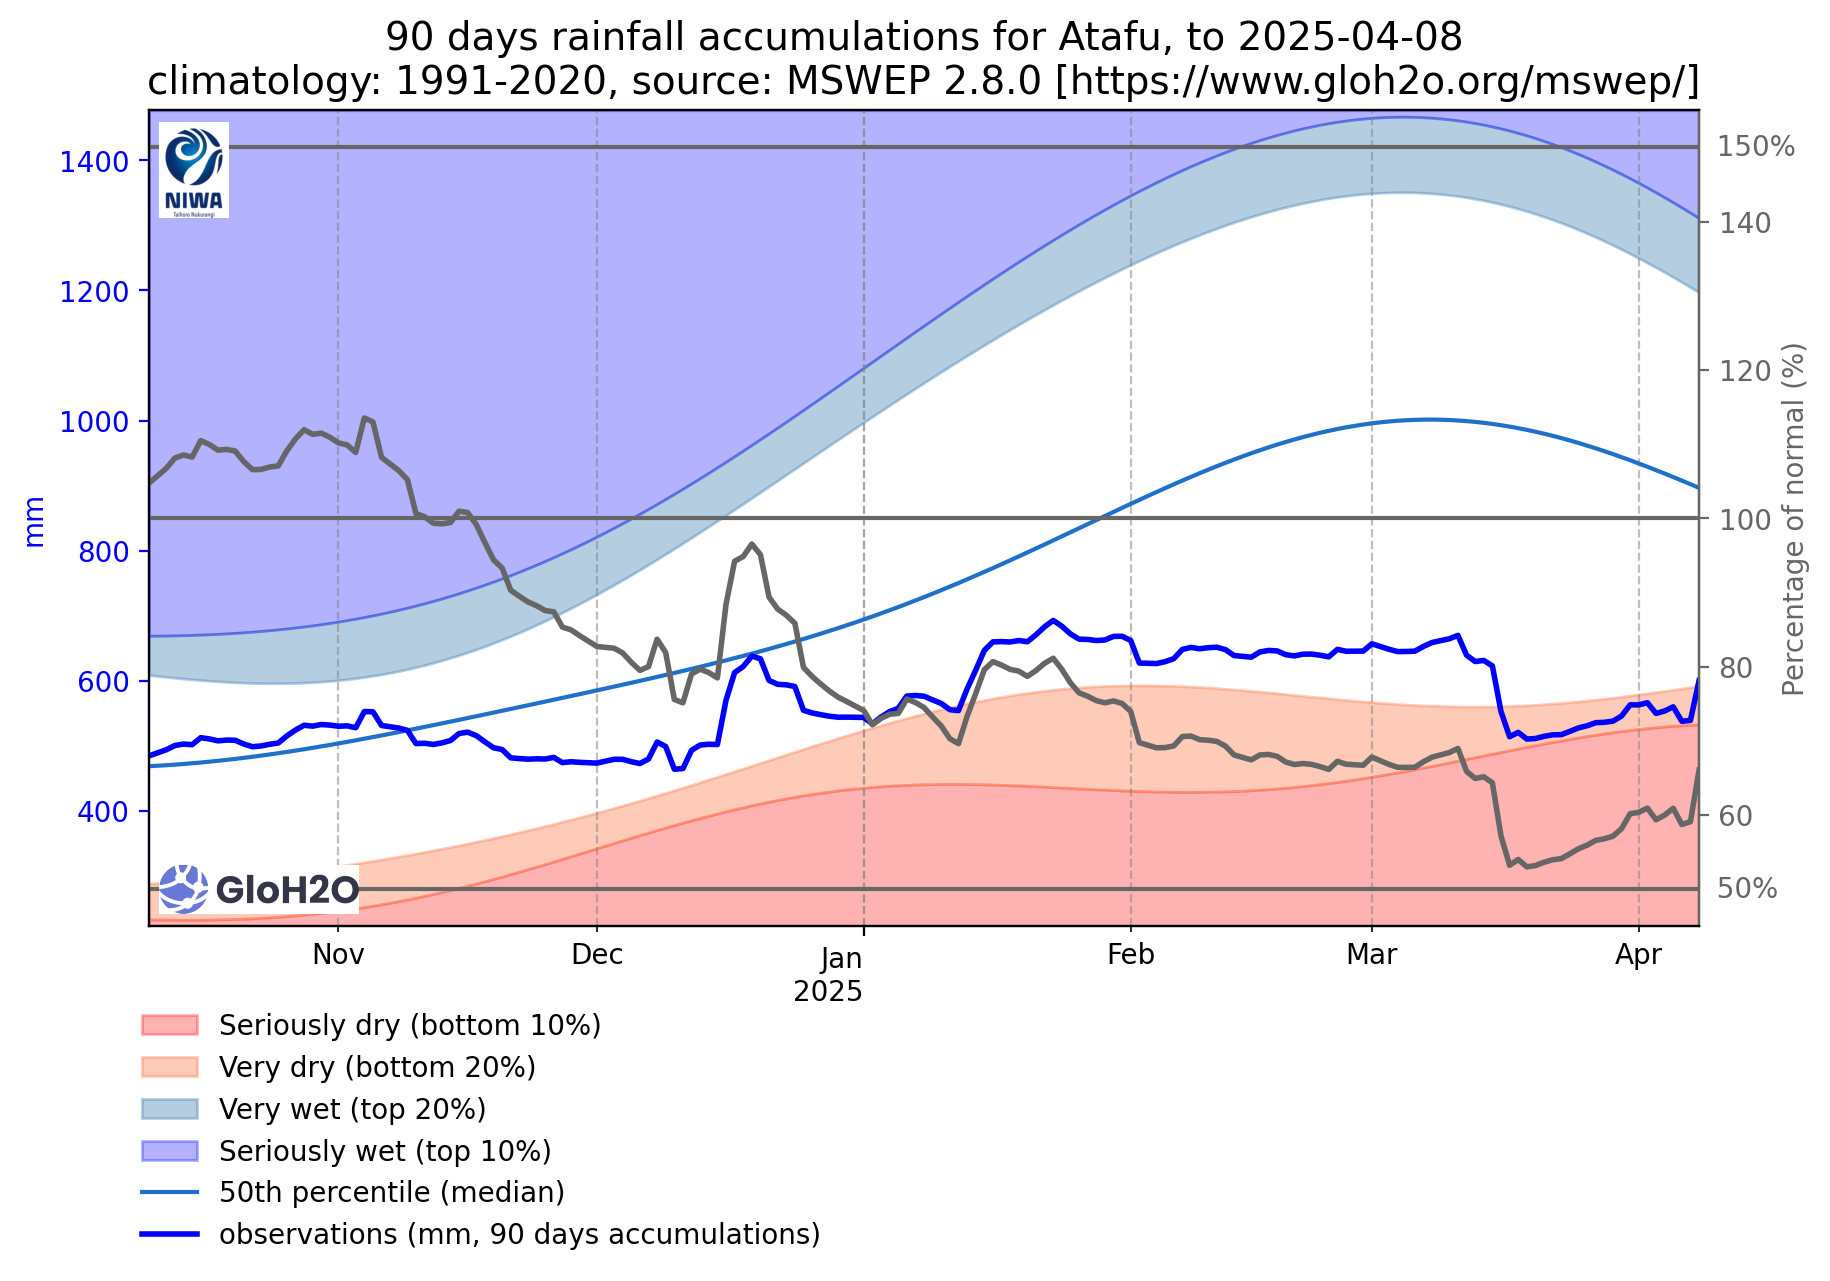 90 days rainfall accumulations for Atafu, to 2025-04-08
climatology: 1991-2020, source: MSWEP 2.8.0 [https://www.gloh2o.org/mswep/]
NIWA
Taihoro Nukurangi
1400
1200
1000
800
600
400
mm
150%
140
120
100
80
60
50%
Percentage of normal (%)
GloH2O
Nov
Dec
Jan
2025
Feb
Mar
Apr
Seriously dry (bottom 10%)
Very dry (bottom 20%)
Very wet (top 20%)
Seriously wet (top 10%)
50th percentile (median)
observations (mm, 90 days accumulations)